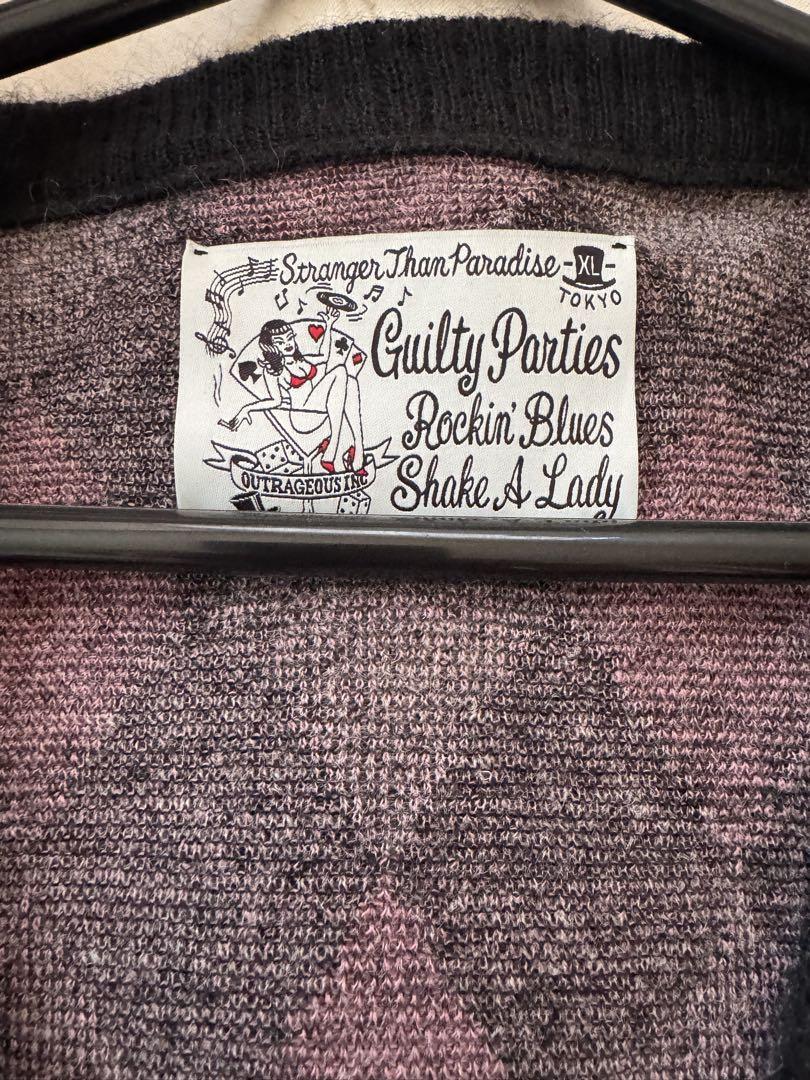 Stranger Than Paradise -XL-
TOKYO
Guilty Parties
Rockin' Blues
Shake A Lady
OUTRAGEOUS INC